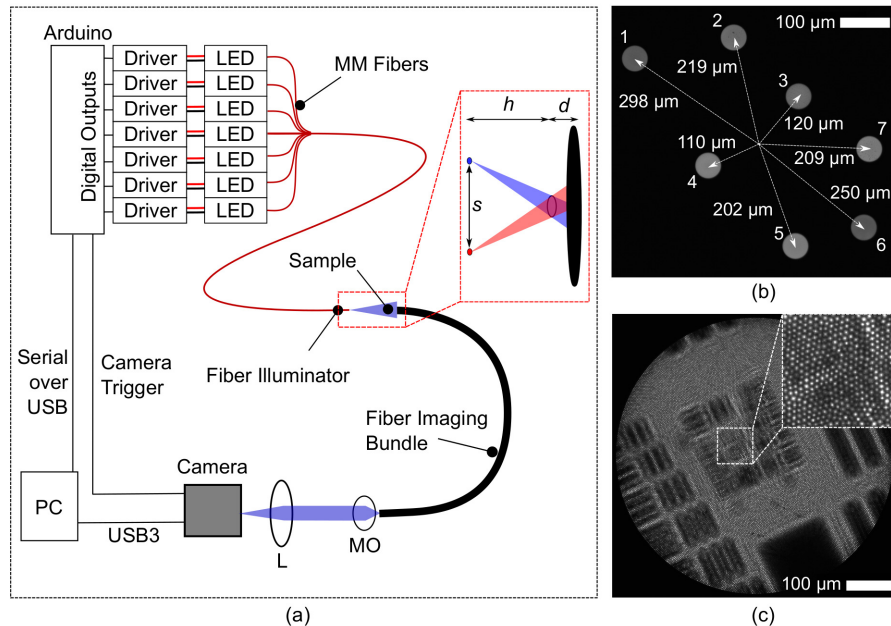 Arduino
Digital Outputs
Driver LED
Driver LED
Driver LED
Driver LED
Driver LED
Driver LED
Driver LED
MM Fibers
h
d
s
Sample
Fiber Illuminator
Serial
over
USB
Camera
Trigger
Fiber Imaging
Bundle
Camera
PC
USB3
L
MO
(a)
100 µm
1
2
3
4
5
6
7
298 µm
219 µm
120 µm
110 µm
209 µm
250 µm
202 µm
(b)
100 µm
(c)